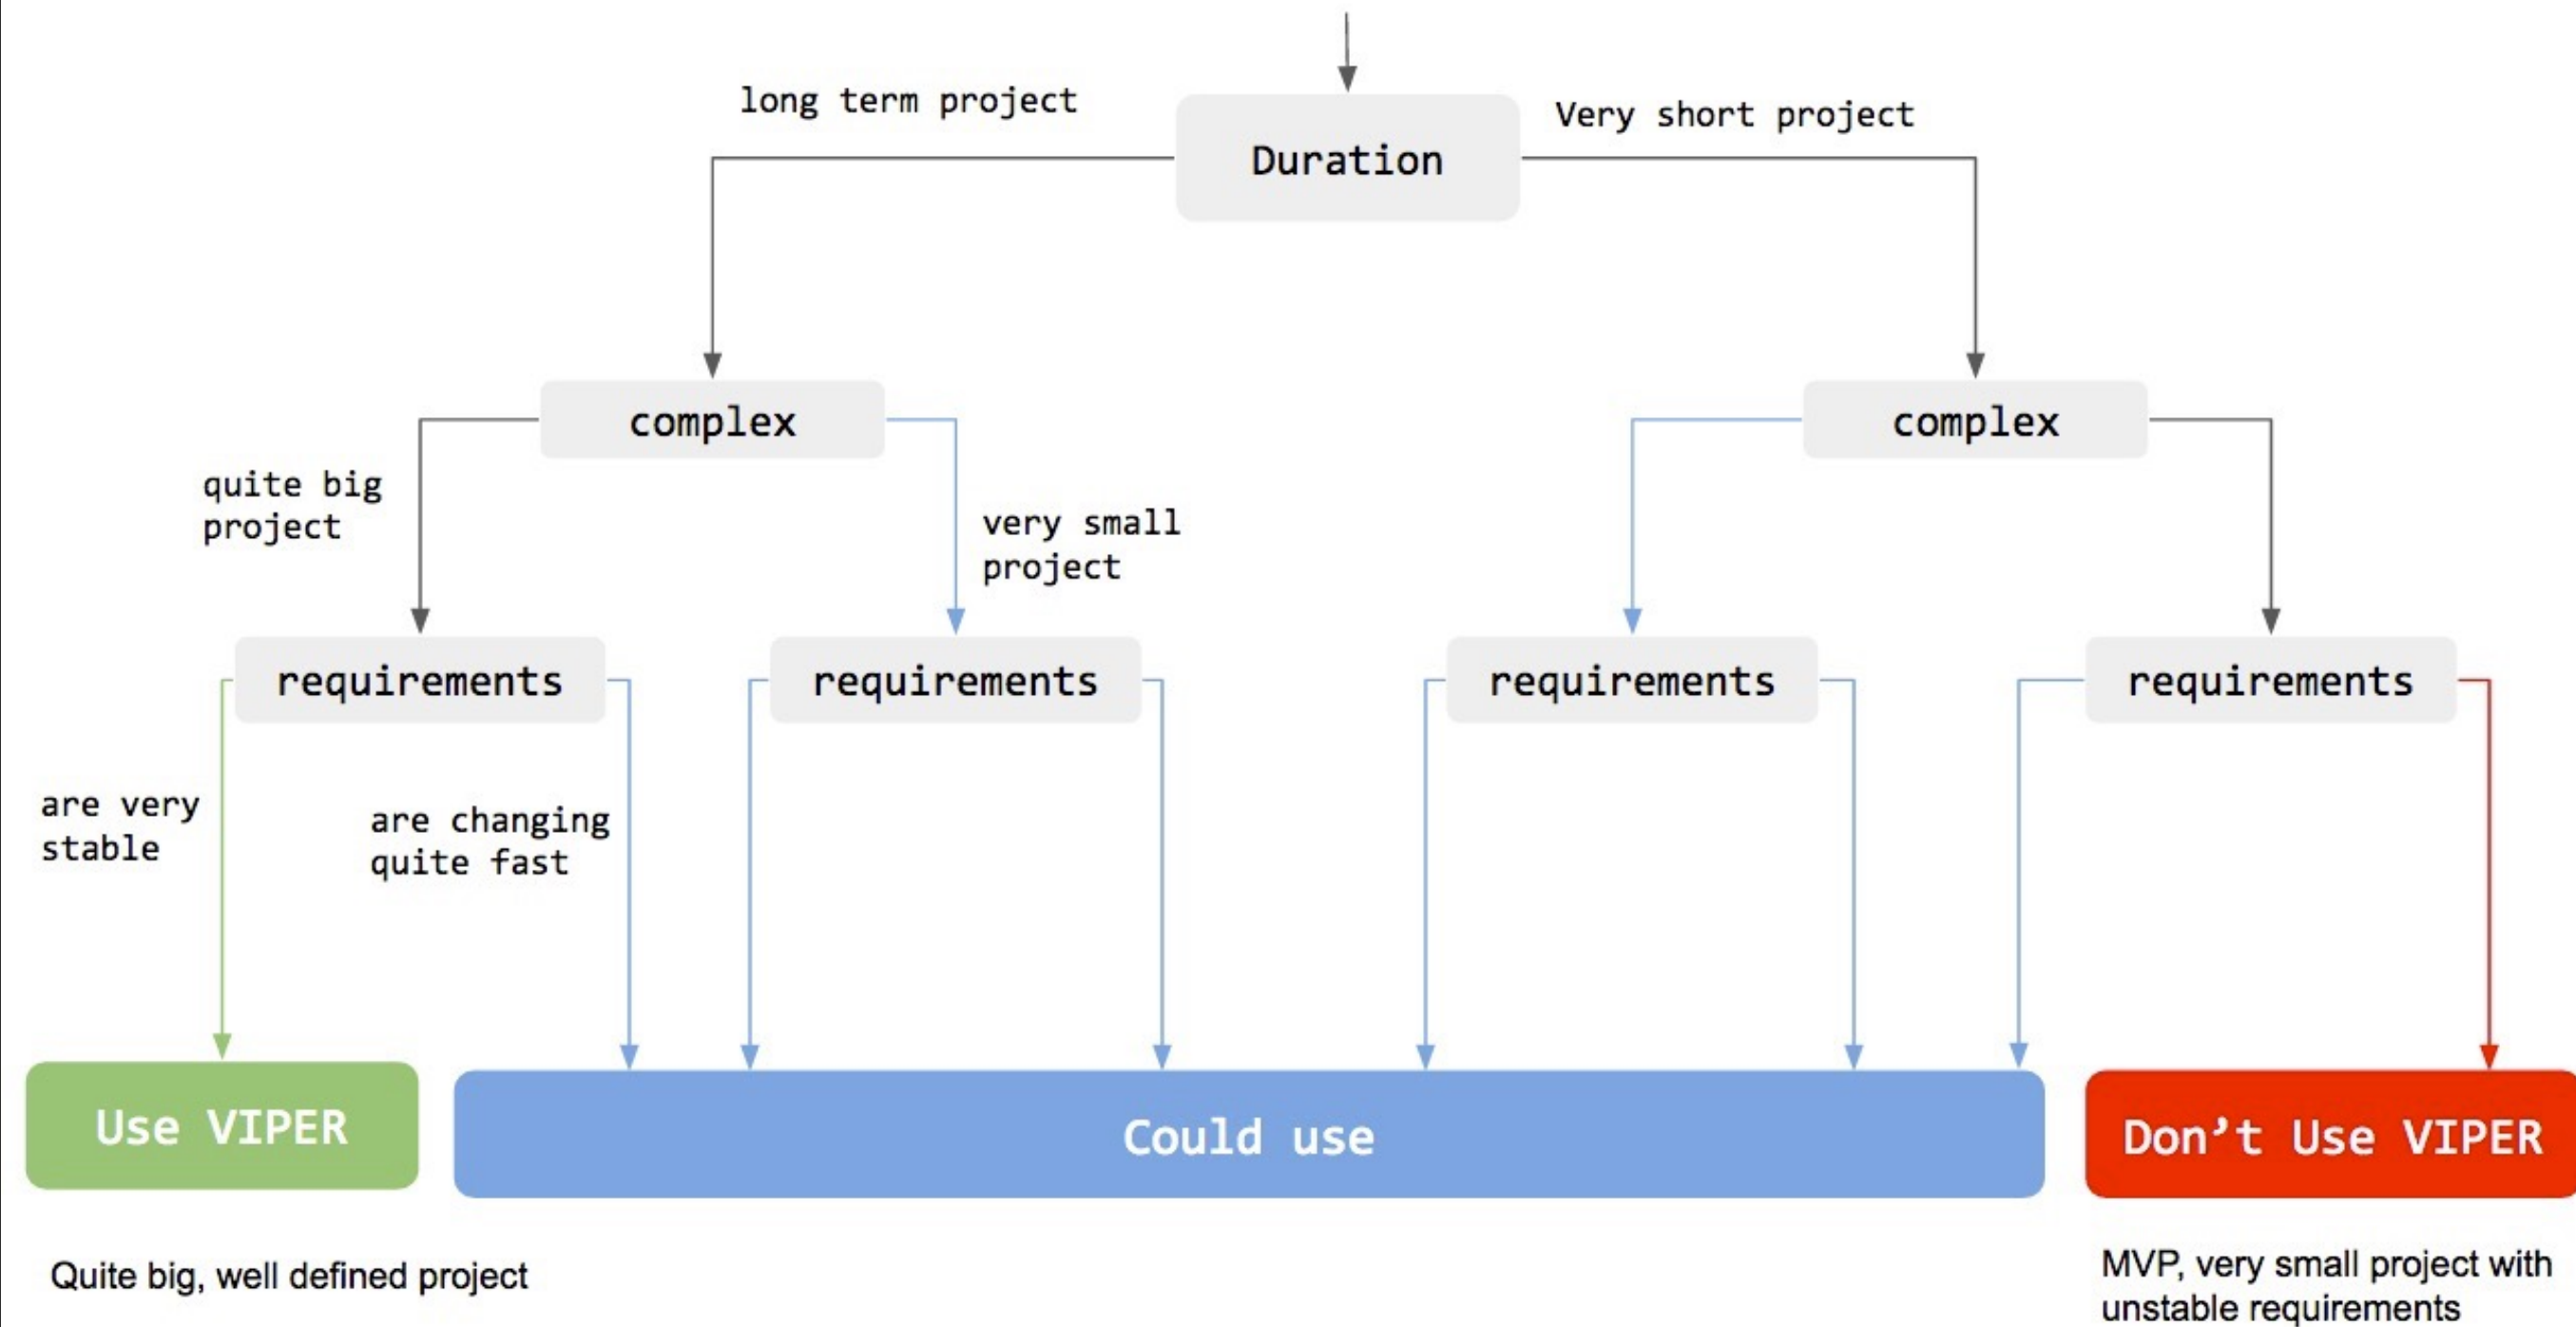 long term project
Very short project
Duration
complex
complex
quite big
project
very small
project
requirements
requirements
requirements
requirements
are very
stable
are changing
quite fast
Use VIPER
Could use
Don’t Use VIPER
Quite big, well defined project
MVP, very small project with
unstable requirements